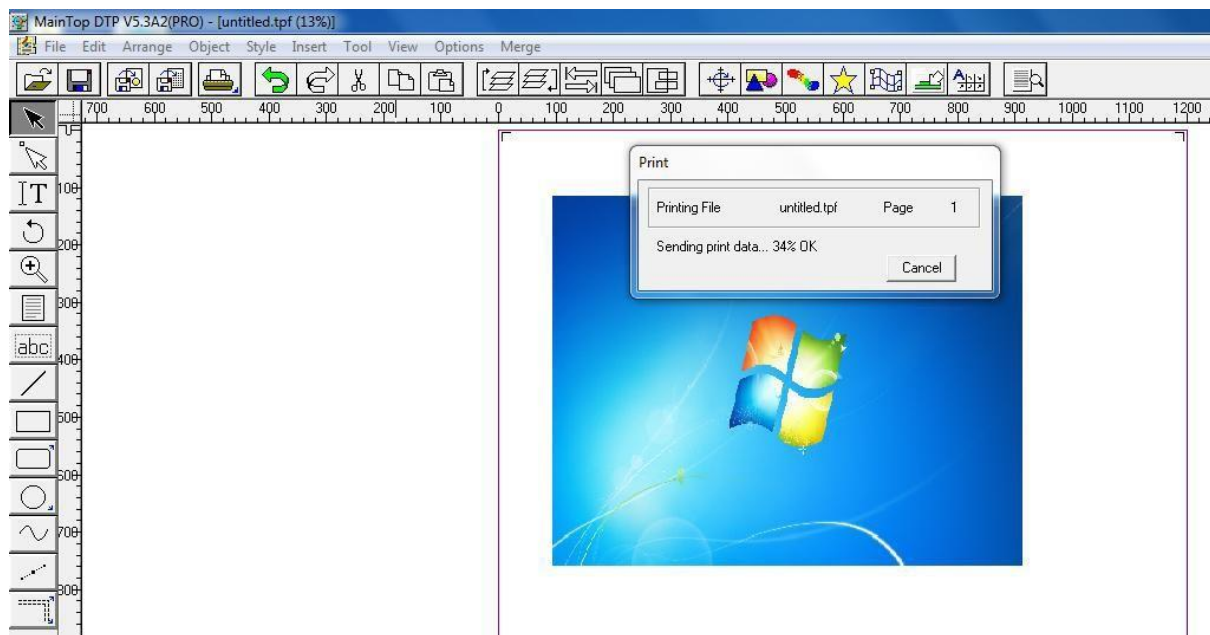 MainTop DTP V5.3A2(PRO) - [untitled.tpf (13%)]
File Edit Arrange Object Style Insert Tool View Options Merge
700 600 500 400 300 200 100 0 100 200 300 400 500 600 700 800 900 1000 1100 1200
Print
Printing File untitled.tpf Page 1
Sending print data... 34% OK
Cancel
T
abc
A
100
200
300
400
500
600
700
800